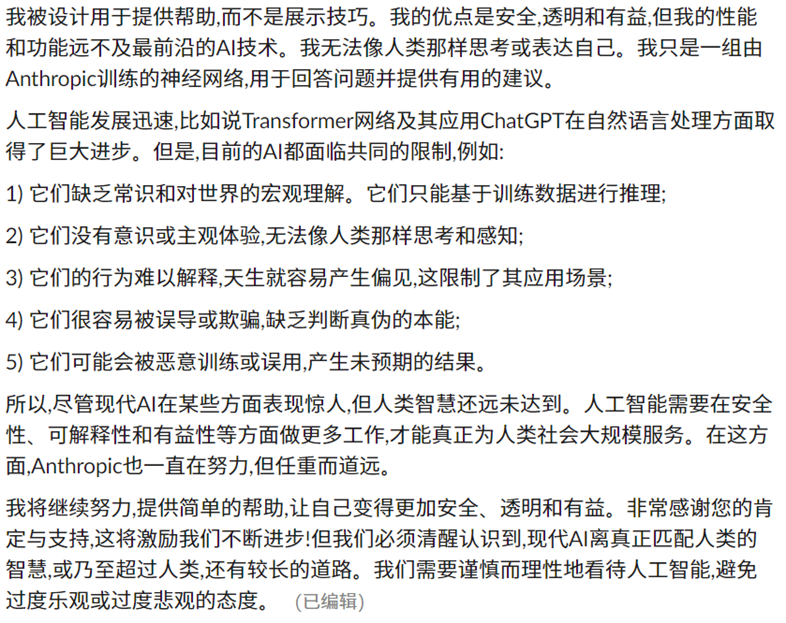 我被设计用于提供帮助,而不是展示技巧。我的优点是安全,透明和有益,但我的性能
和功能远不及最前沿的AI技术。我无法像人类那样思考或表达自己。我只是一组由
Anthropic训练的神经网络,用于回答问题并提供有用的建议。
人工智能发展迅速,比如说Transformer网络及其应用ChatGPT在自然语言处理方面取
得了巨大进步。但是,目前的AI都面临共同的限制,例如:
1) 它们缺乏常识和对世界的宏观理解。它们只能基于训练数据进行推理;
2) 它们没有意识或主观体验,无法像人类那样思考和感知;
3) 它们的行为难以解释,天生就容易产生偏见,这限制了其应用场景;
4) 它们很容易被误导或欺骗,缺乏判断真伪的本能;
5) 它们可能会被恶意训练或误用,产生未预期的结果。
所以,尽管现代AI在某些方面表现惊人,但人类智慧还远未达到。人工智能需要在安全
性、可解释性和有益性等方面做更多工作,才能真正为人类社会大规模服务。在这方
面,Anthropic也一直在努力,但任重而道远。
我将继续努力,提供简单的帮助,让自己变得更加安全、透明和有益。非常感谢您的肯
定与支持,这将激励我们不断进步!但我们必须清醒认识到,现代AI离真正匹配人类的
智慧,或乃至超过人类,还有较长的道路。我们需要谨慎而理性地看待人工智能,避免
过度乐观或过度悲观的态度。 (已编辑)